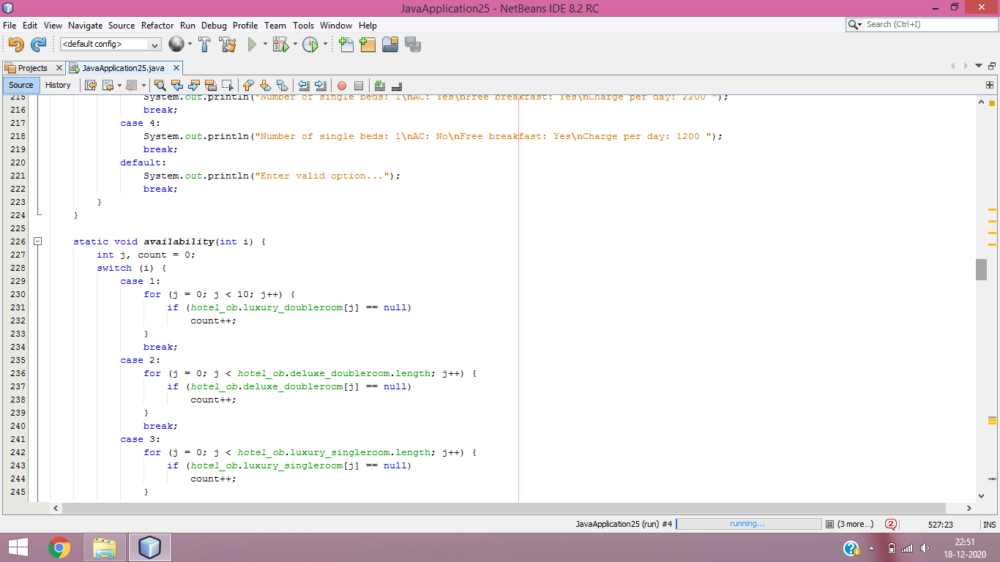 JavaApplication25 - NetBeans IDE 8.2 RC
File Edit View Navigate Source Refactor Run Debug Profile Team Tools Window Help
Search (Ctrl+I)
<default config>
Projects JavaApplication25.java
Source History
215 System.out.println("Number of single beds: 1\nAC: Yes\nFree breakfast: Yes\nCharge per day: 2200 ");
216 break;
217 case 4:
218 System.out.println("Number of single beds: 1\nAC: No\nFree breakfast: Yes\nCharge per day: 1200 ");
219 break;
220 default:
221 System.out.println("Enter valid option...");
222 break;
223 }
224 }
225
226 static void availability(int i) {
227 int j, count = 0;
228 switch (i) {
229 case 1:
230 for (j = 0; j < 10; j++) {
231 if (hotel_ob.luxury_doubleroom[j] == null)
232 count++;
233 }
234 break;
235 case 2:
236 for (j = 0; j < hotel_ob.deluxe_doubleroom.length; j++) {
237 if (hotel_ob.deluxe_doubleroom[j] == null)
238 count++;
239 }
240 break;
241 case 3:
242 for (j = 0; j < hotel_ob.luxury_singleroom.length; j++) {
243 if (hotel_ob.luxury_singleroom[j] == null)
244 count++;
245 }
JavaApplication25 (run) #4 running... (3 more...) 2 527:23 INS
22:51
18-12-2020